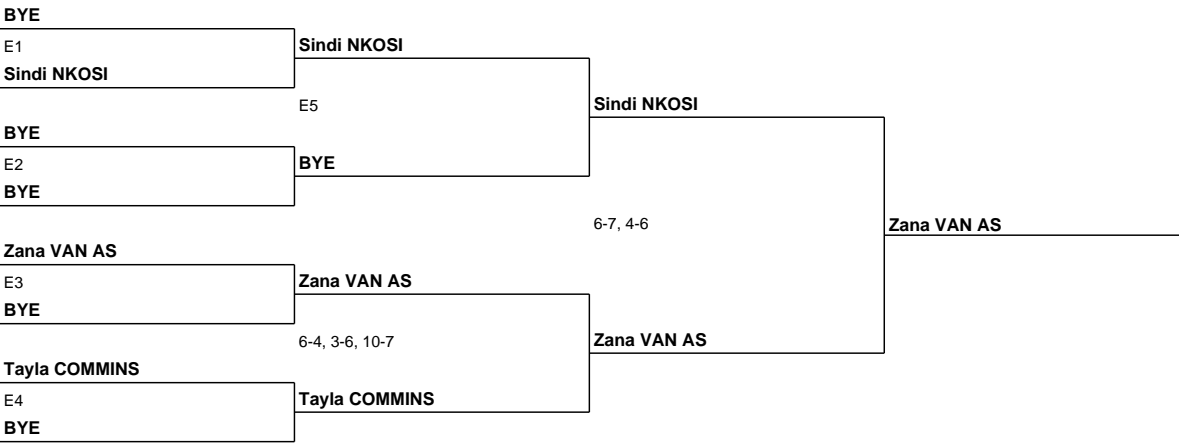 BYE
E1
Sindi NKOSI
BYE
E2
BYE
Zana VAN AS
E3
BYE
Tayla COMMINS
E4
BYE
Sindi NKOSI
E5
BYE
Zana VAN AS
6-4, 3-6, 10-7
Tayla COMMINS
Sindi NKOSI
6-7, 4-6
Zana VAN AS
Zana VAN AS